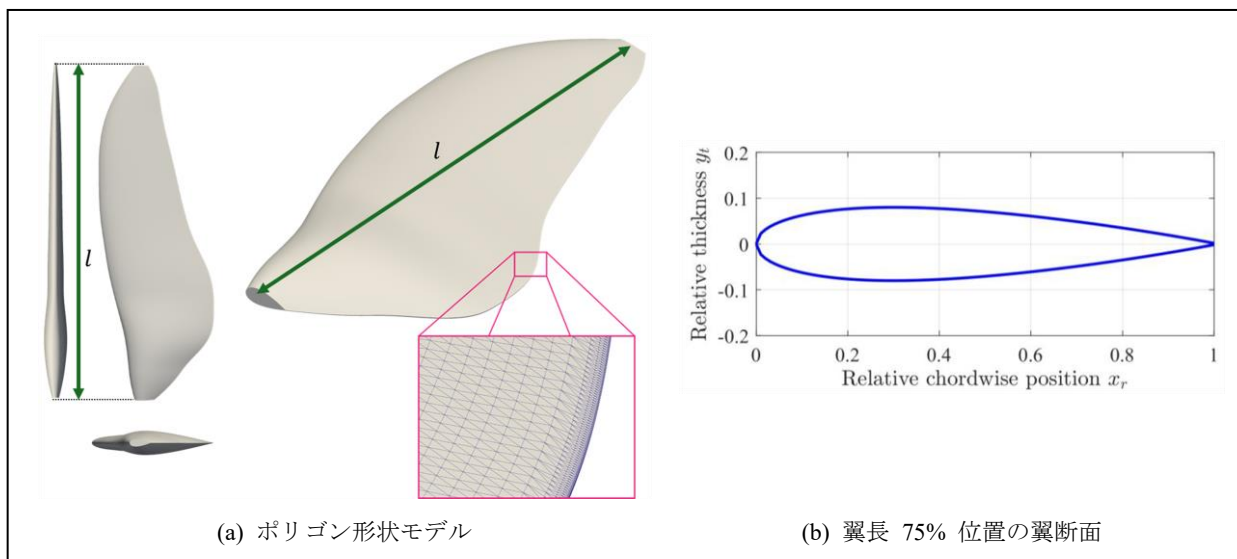 l
l
(a) ポリゴン形状モデル
Relative thickness y_t
0.2
0.1
0
-0.1
-0.2
0 0.2 0.4 0.6 0.8 1
Relative chordwise position x_r
(b) 翼長 75% 位置の翼断面